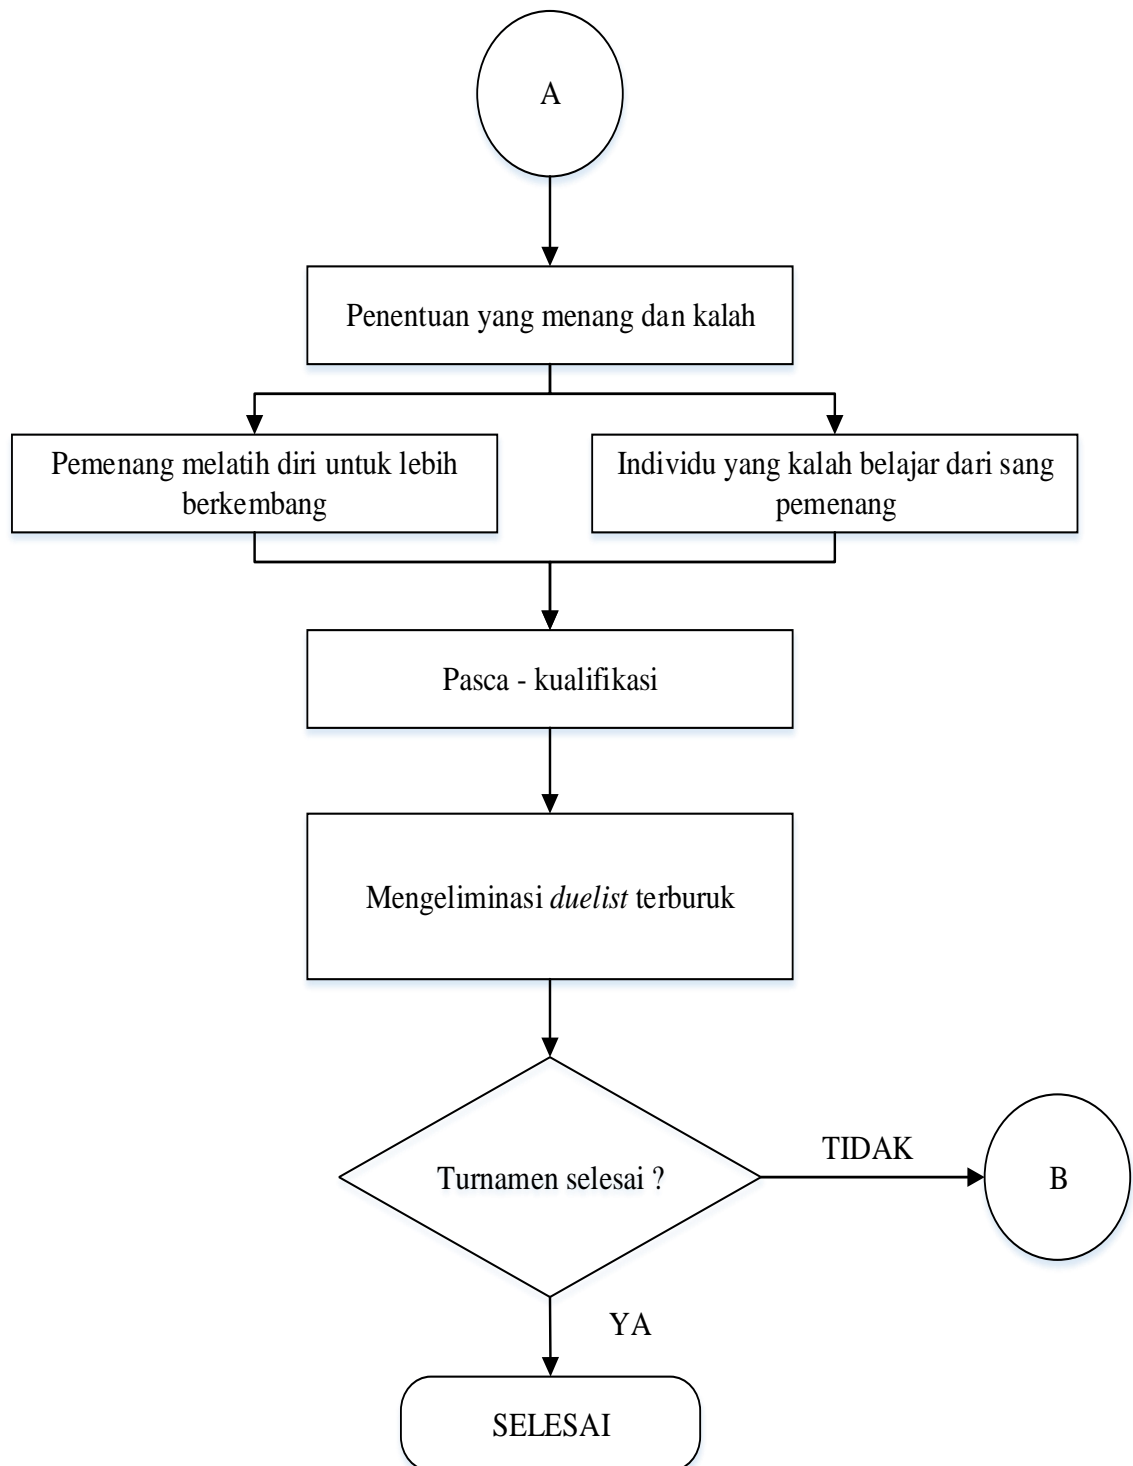 A
Penentuan yang menang dan kalah
Pemenang melatih diri untuk lebih
berkembang
Individu yang kalah belajar dari sang
pemenang
Pasca - kualifikasi
Mengeliminasi duelist terburuk
Turnamen selesai ?
TIDAK
B
YA
SELESAI